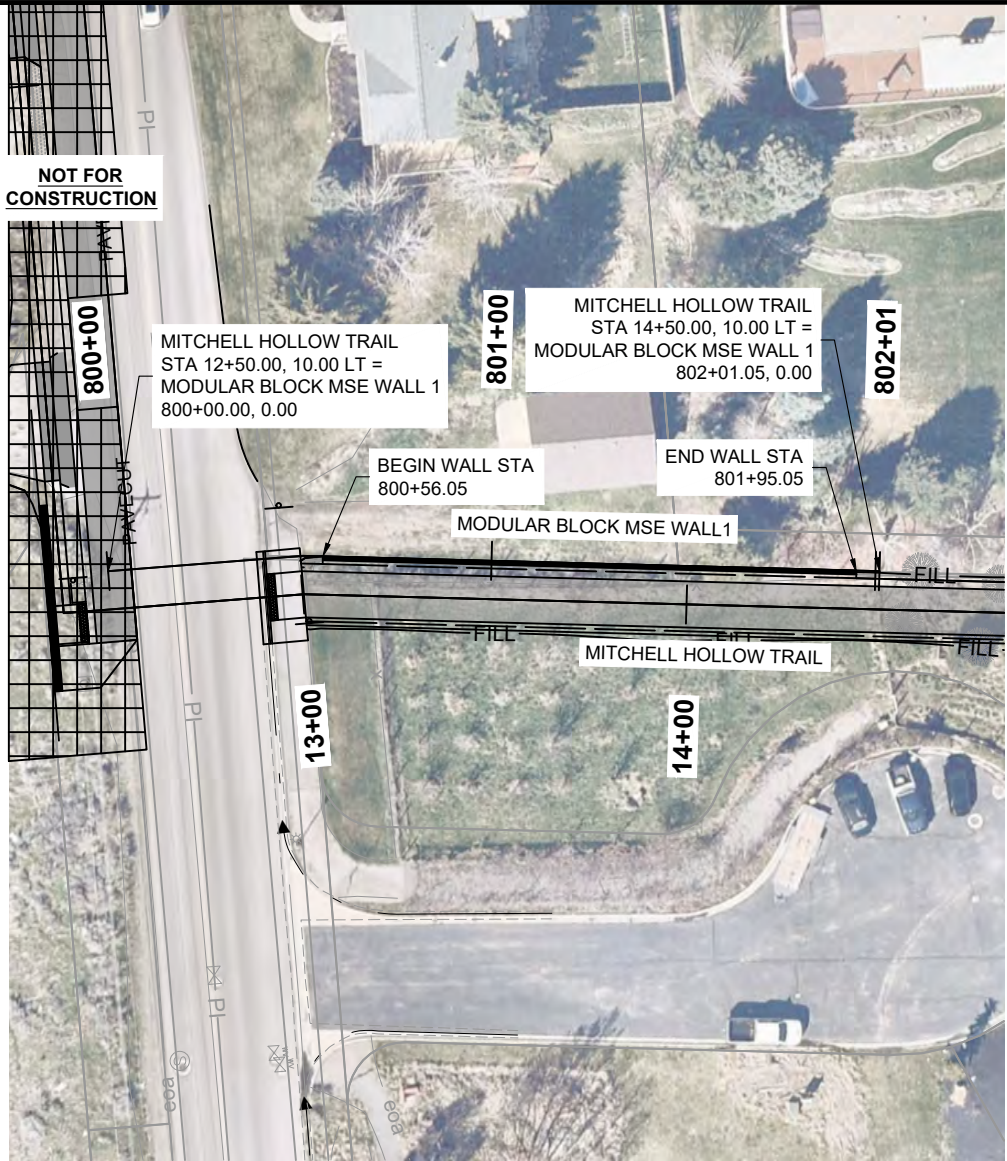 NOT FOR
CONSTRUCTION
800+00
MITCHELL HOLLOW TRAIL
STA 12+50.00, 10.00 LT =
MODULAR BLOCK MSE WALL 1
800+00.00, 0.00
801+00
MITCHELL HOLLOW TRAIL
STA 14+50.00, 10.00 LT =
MODULAR BLOCK MSE WALL 1
802+01.05, 0.00
802+01
BEGIN WALL STA
800+56.05
END WALL STA
801+95.05
PAVECUT
MODULAR BLOCK MSE WALL1
FILL
FILL
FILL
FILL
MITCHELL HOLLOW TRAIL
13+00
14+00
PI
PI
PI
eoa
eoa